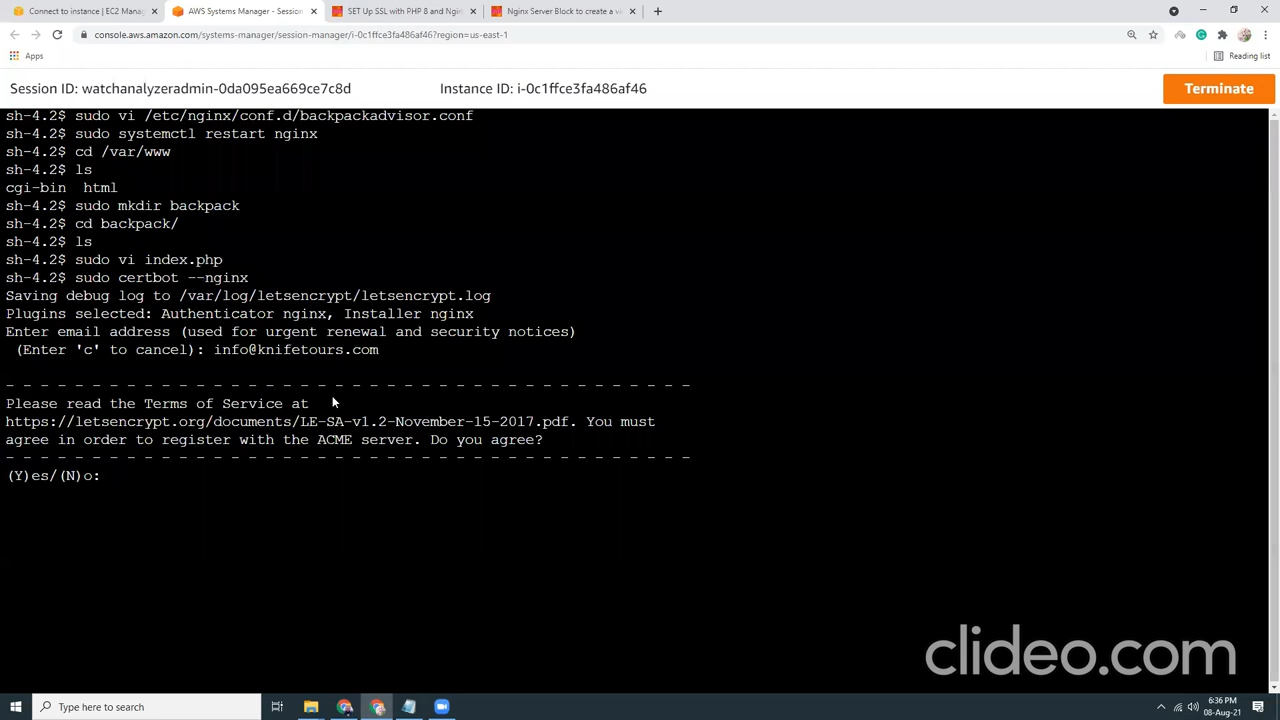 Connect to instance | EC2 Manag
AWS Systems Manager - Session
SET Up SSL with PHP 8 and Ngin
Nginx Server Block to create a vi
console.aws.amazon.com/systems-manager/session-manager/i-0c1ffce3fa486af46?region=us-east-1
Apps
Reading list
Session ID: watchanalyzeradmin-0da095ea669ce7c8d
Instance ID: i-0c1ffce3fa486af46
Terminate
sh-4.2$ sudo vi /etc/nginx/conf.d/backpackadvisor.conf
sh-4.2$ sudo systemctl restart nginx
sh-4.2$ cd /var/www
sh-4.2$ ls
cgi-bin  html
sh-4.2$ sudo mkdir backpack
sh-4.2$ cd backpack/
sh-4.2$ ls
sh-4.2$ sudo vi index.php
sh-4.2$ sudo certbot --nginx
Saving debug log to /var/log/letsencrypt/letsencrypt.log
Plugins selected: Authenticator nginx, Installer nginx
Enter email address (used for urgent renewal and security notices)
 (Enter 'c' to cancel): info@knifetours.com
- - - - - - - - - - - - - - - - - - - - - - - - - - - - - - - - - - - - - - - -
Please read the Terms of Service at
https://letsencrypt.org/documents/LE-SA-v1.2-November-15-2017.pdf. You must
agree in order to register with the ACME server. Do you agree?
- - - - - - - - - - - - - - - - - - - - - - - - - - - - - - - - - - - - - - - -
(Y)es/(N)o:
clideo.com
Type here to search
6:36 PM
08-Aug-21